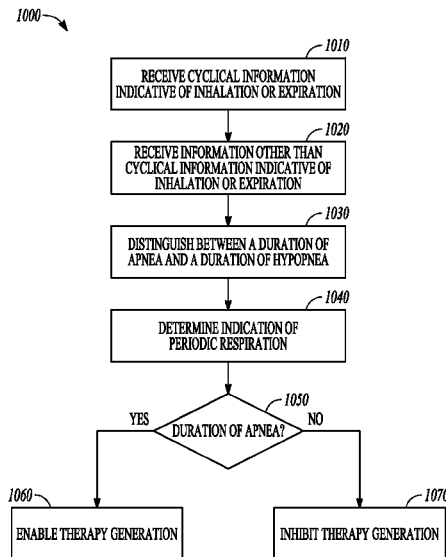 1000
1010
RECEIVE CYCLICAL INFORMATION
INDICATIVE OF INHALATION OR EXPIRATION
1020
RECEIVE INFORMATION OTHER THAN
CYCLICAL INFORMATION INDICATIVE OF
INHALATION OR EXPIRATION
1030
DISTINGUISH BETWEEN A DURATION OF
APNEA AND A DURATION OF HYPOPNEA
1040
DETERMINE INDICATION OF
PERIODIC RESPIRATION
1050
YES
DURATION OF APNEA?
NO
1060
ENABLE THERAPY GENERATION
1070
INHIBIT THERAPY GENERATION